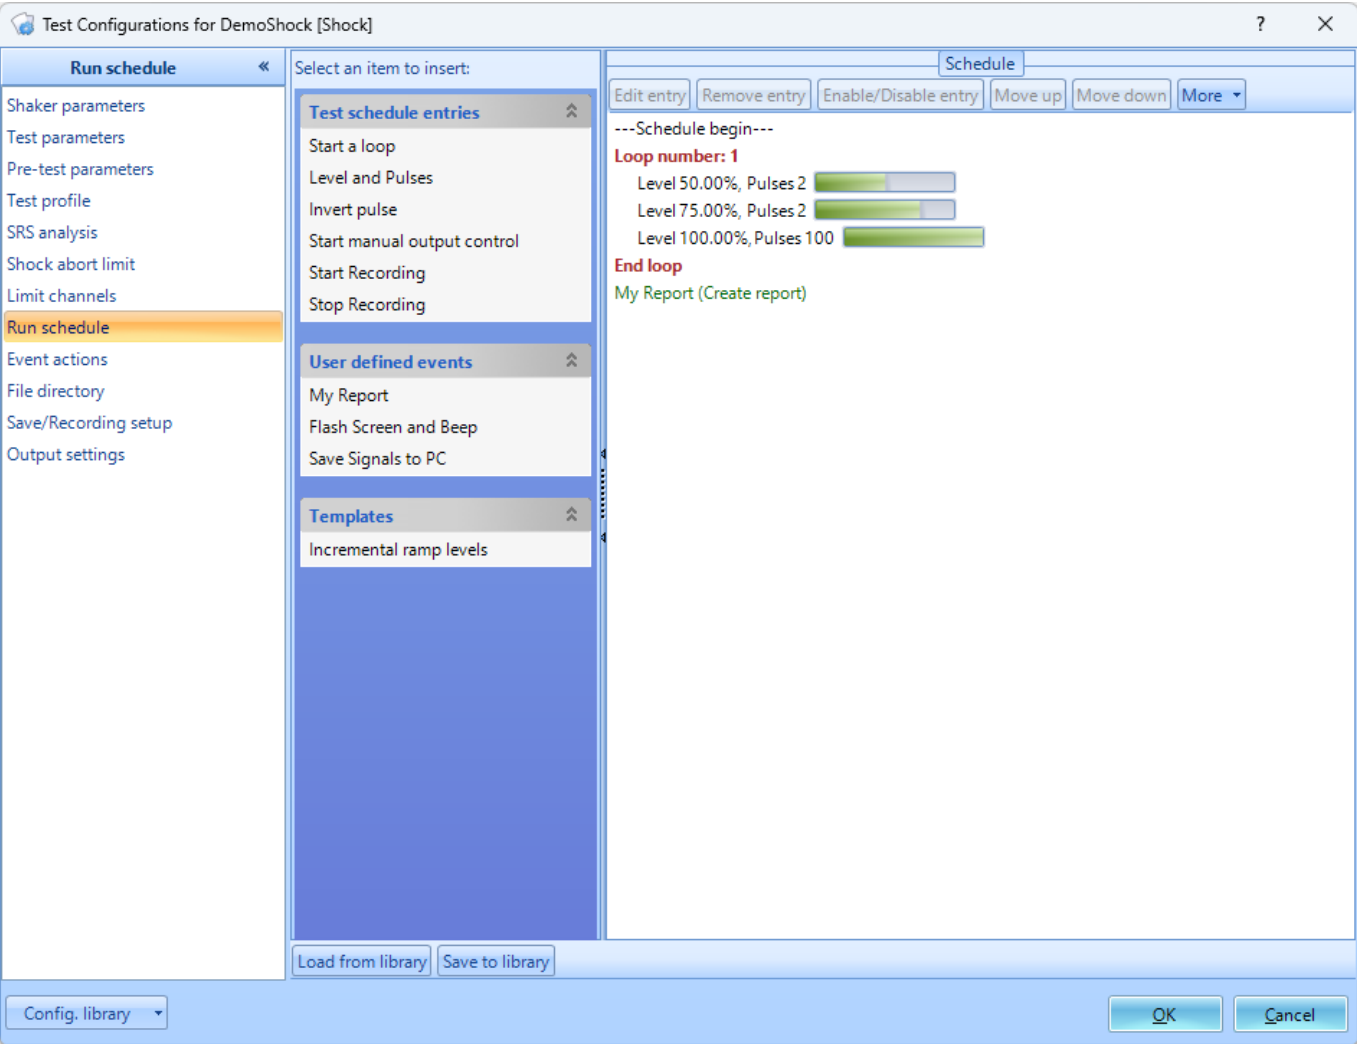 Test Configurations for DemoShock [Shock]
?
Run schedule
«
Shaker parameters
Test parameters
Pre-test parameters
Test profile
SRS analysis
Shock abort limit
Limit channels
Run schedule
Event actions
File directory
Save/Recording setup
Output settings
Select an item to insert:
Test schedule entries
Start a loop
Level and Pulses
Invert pulse
Start manual output control
Start Recording
Stop Recording
User defined events
My Report
Flash Screen and Beep
Save Signals to PC
Templates
Incremental ramp levels
Schedule
Edit entry Remove entry Enable/Disable entry Move up Move down More
---Schedule begin---
Loop number: 1
Level 50.00%, Pulses 2
Level 75.00%, Pulses 2
Level 100.00%, Pulses 100
End loop
My Report (Create report)
Load from library Save to library
Config. library
OK Cancel